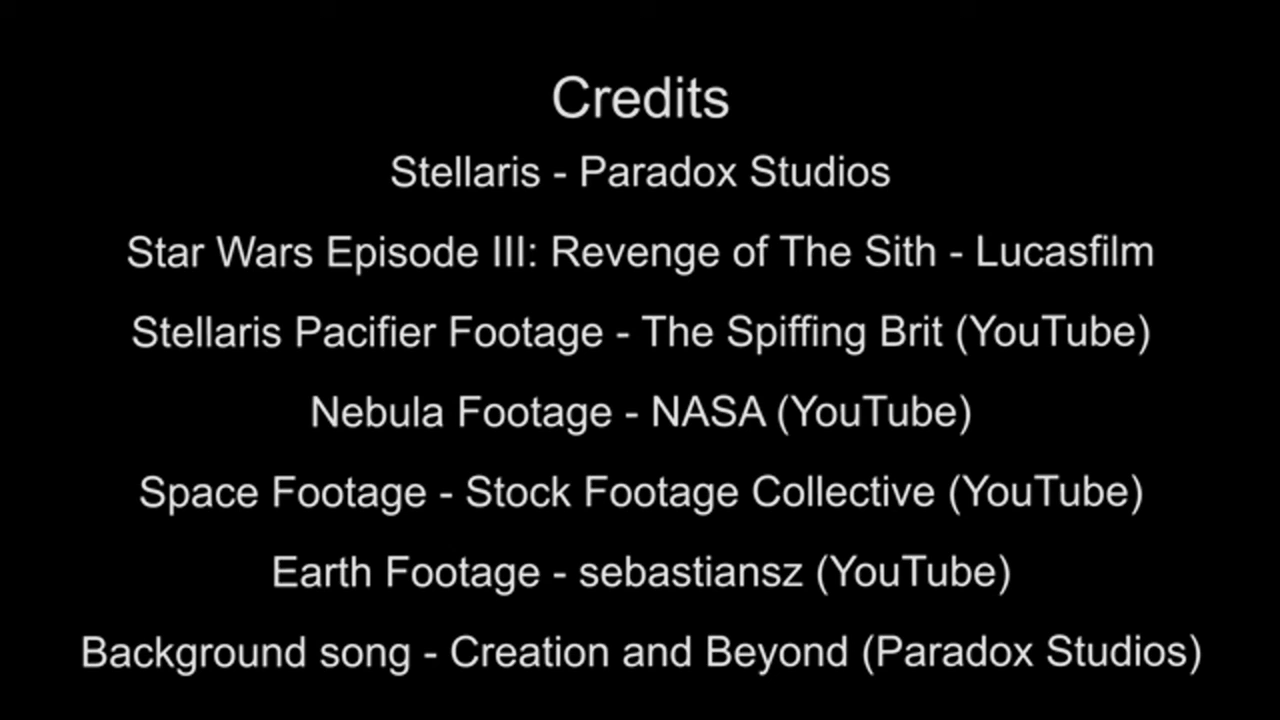 Credits
Stellaris - Paradox Studios
Star Wars Episode III: Revenge of The Sith - Lucasfilm
Stellaris Pacifier Footage - The Spiffing Brit (YouTube)
Nebula Footage - NASA (YouTube)
Space Footage - Stock Footage Collective (YouTube)
Earth Footage - sebastiansz (YouTube)
Background song - Creation and Beyond (Paradox Studios)